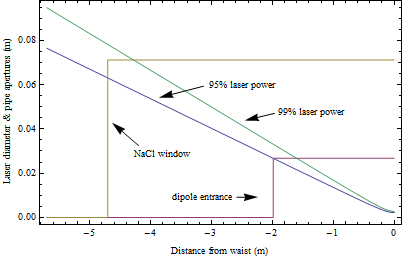 Laser diameter & pipe apertures (m)
0.08
0.06
0.04
0.02
0.00
95% laser power
99% laser power
NaCl window
dipole entrance
−5
−4
−3
−2
−1
0
Distance from waist (m)